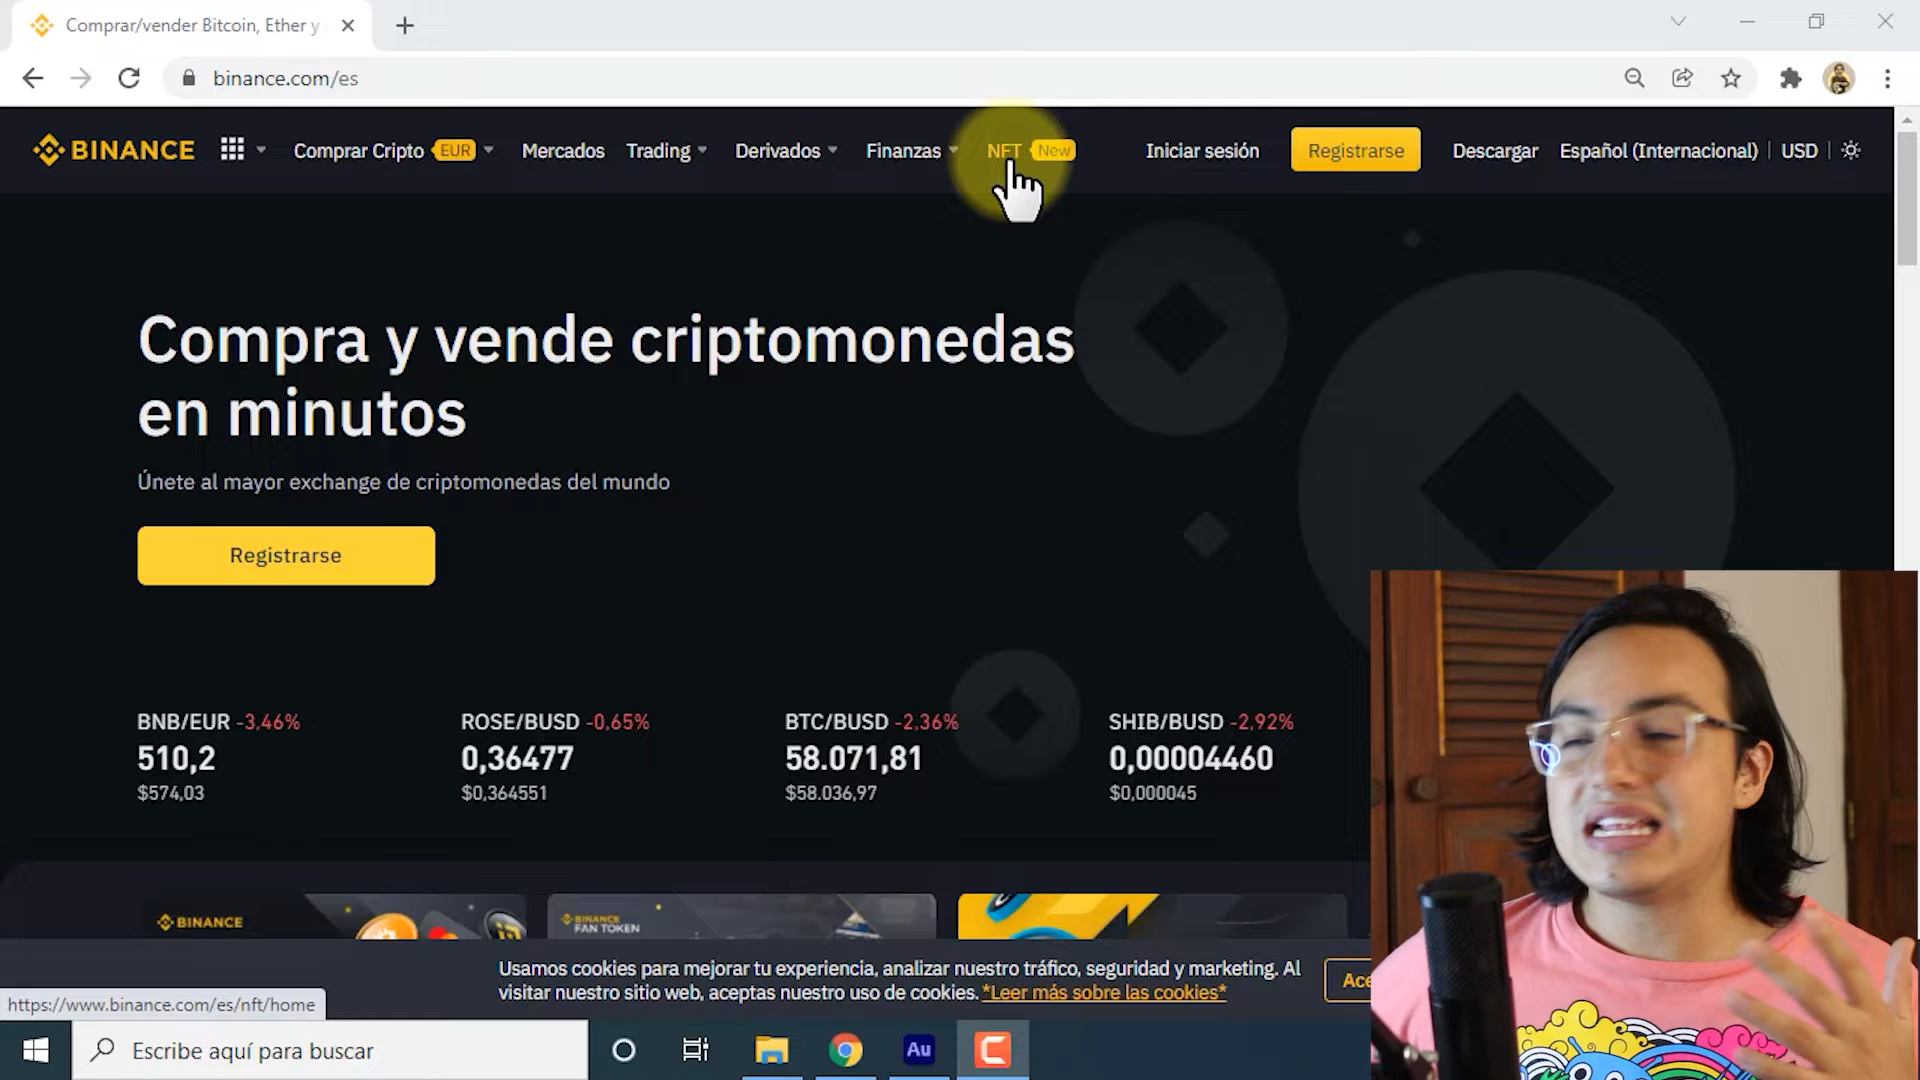 Comprar/vender Bitcoin, Ether y
binance.com/es
BINANCE
Comprar Cripto EUR
Mercados
Trading
Derivados
Finanzas
NFT New
Iniciar sesión
Registrarse
Descargar
Español (Internacional)
USD
Compra y vende criptomonedas
en minutos
Únete al mayor exchange de criptomonedas del mundo
Registrarse
BNB/EUR -3,46%
510,2
$574,03
ROSE/BUSD -0,65%
0,36477
$0,364551
BTC/BUSD -2,36%
58.071,81
$58.036,97
SHIB/BUSD -2,92%
0,00004460
$0,000045
BINANCE
BINANCE
FAN TOKEN
Usamos cookies para mejorar tu experiencia, analizar nuestro tráfico, seguridad y marketing. Al
visitar nuestro sitio web, aceptas nuestro uso de cookies. *Leer más sobre las cookies*
Ace
https://www.binance.com/es/nft/home
Escribe aquí para buscar
Au